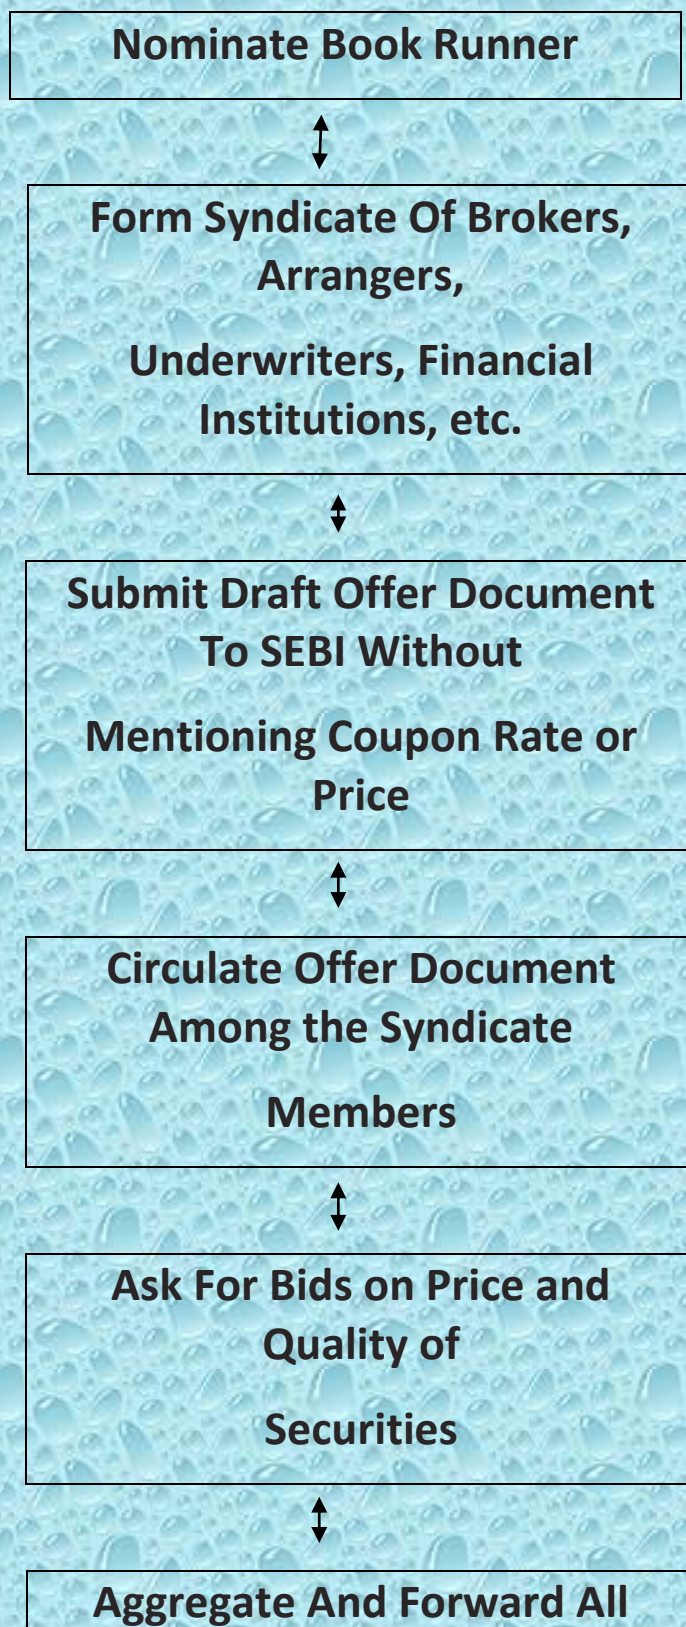 Nominate Book Runner
Form Syndicate Of Brokers,
Arrangers,
Underwriters, Financial
Institutions, etc.
Submit Draft Offer Document
To SEBI Without
Mentioning Coupon Rate or
Price
Circulate Offer Document
Among the Syndicate
Members
Ask For Bids on Price and
Quality of
Securities
Aggregate And Forward All